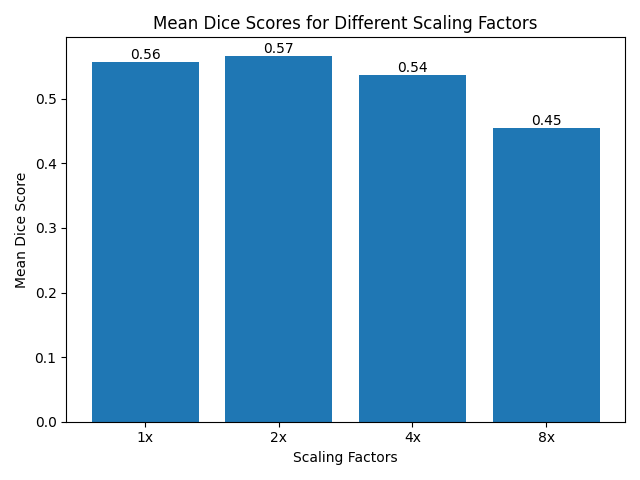 Mean Dice Scores for Different Scaling Factors
0.56
0.57
0.54
0.45
0.5
0.4
0.3
0.2
0.1
0.0
Mean Dice Score
1x
2x
4x
8x
Scaling Factors